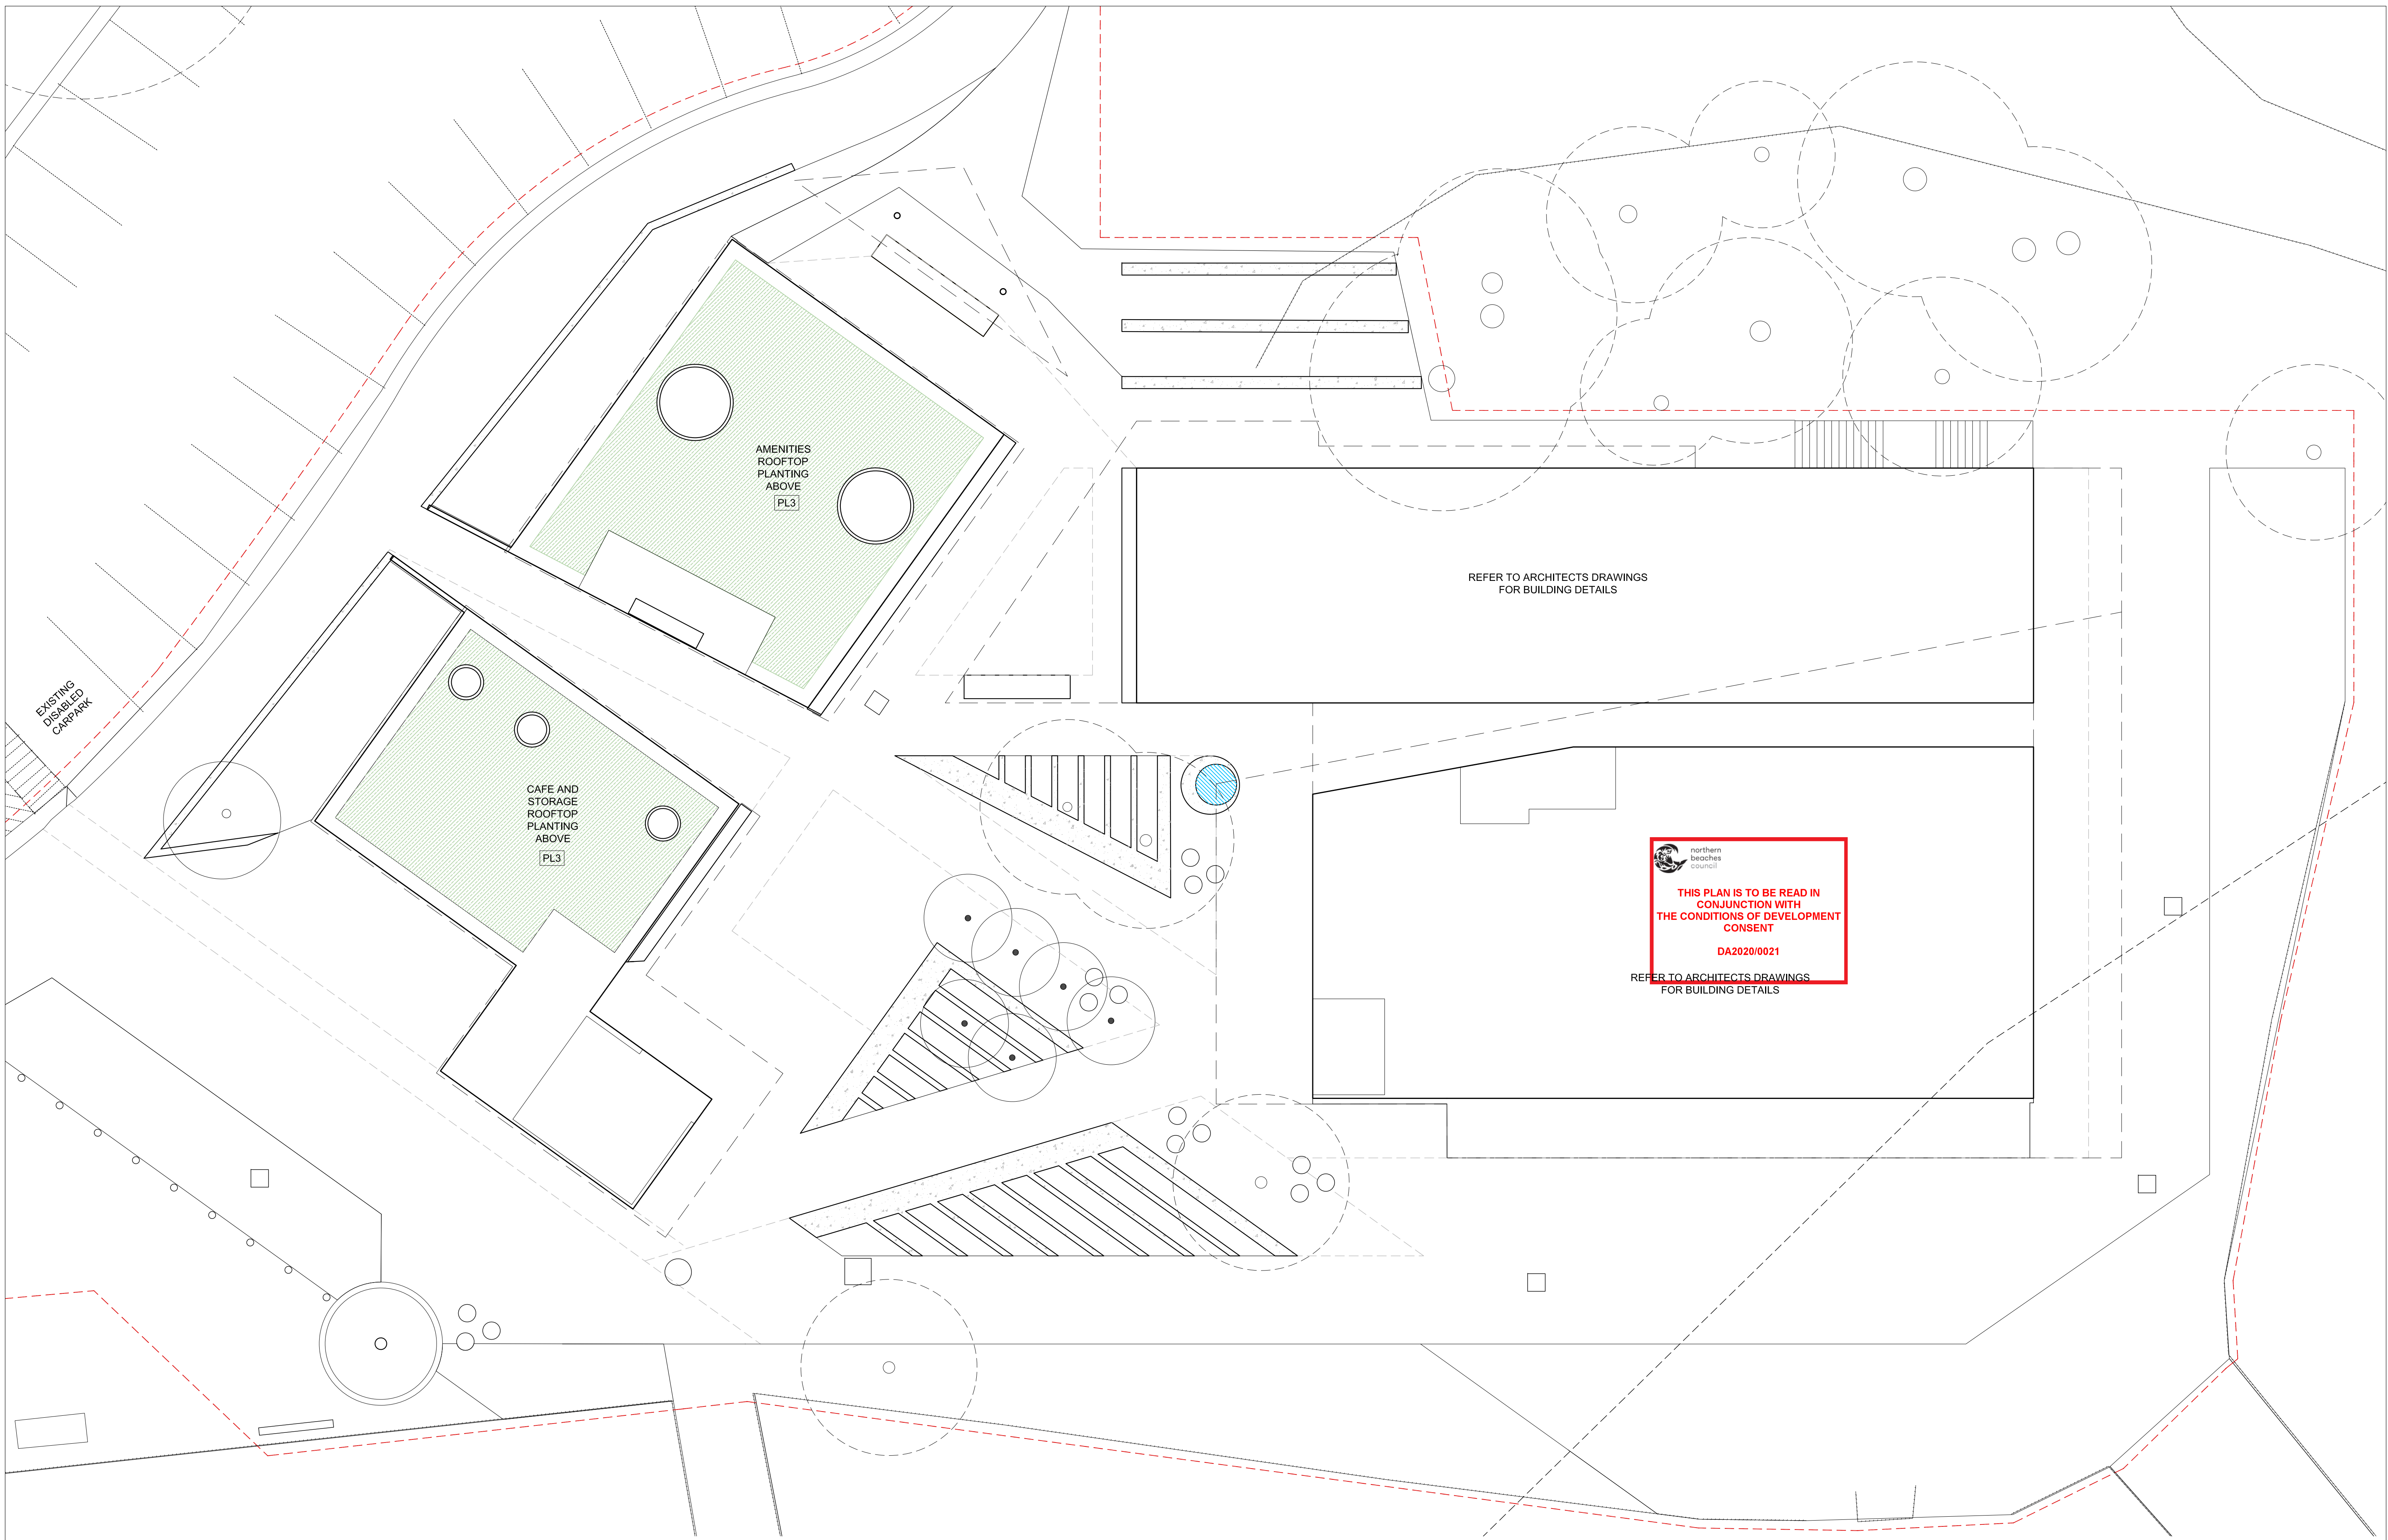 AMENITIES
ROOFTOP
PLANTING
ABOVE
PL3
REFER TO ARCHITECTS DRAWINGS
FOR BUILDING DETAILS
EXISTING
DISABLED
CARPARK
CAFE AND
STORAGE
ROOFTOP
PLANTING
ABOVE
PL3
northern
beaches
council
THIS PLAN IS TO BE READ IN
CONJUNCTION WITH
THE CONDITIONS OF DEVELOPMENT
CONSENT
DA2020/0021
REFER TO ARCHITECTS DRAWINGS
FOR BUILDING DETAILS